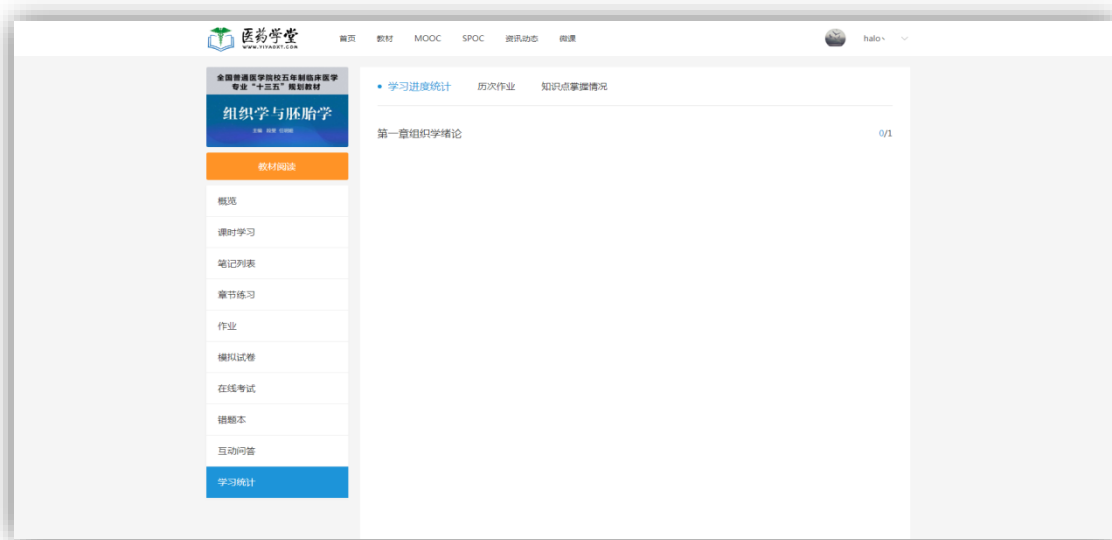 医药学堂
WWW.YIYAOXT.COM
首页 教材 MOOC SPOC 资讯动态 微课
halo、
全国普通医学院校五年制临床医学
专业“十三五”规划教材
组织学与胚胎学
教材阅读
概览
课时学习
笔记列表
章节练习
作业
模拟试卷
在线考试
错题本
互动问答
学习统计
• 学习进度统计 历次作业 知识点掌握情况
第一章组织学绪论 0/1